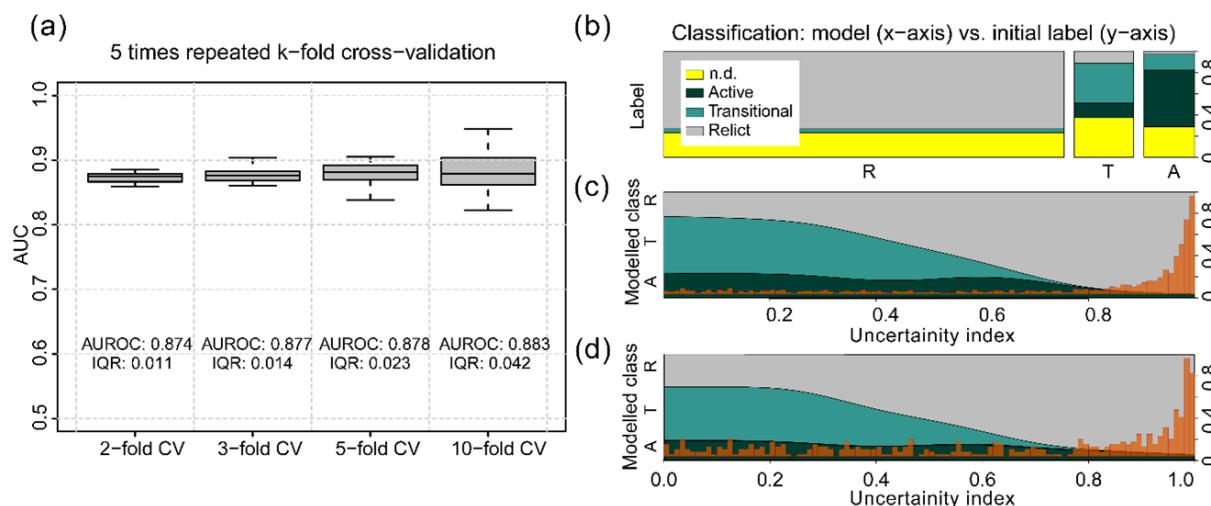 (a)
5 times repeated k-fold cross-validation
AUC
1.0
0.9
0.8
0.7
0.6
0.5
AUROC: 0.874
IQR: 0.011
AUROC: 0.877
IQR: 0.014
AUROC: 0.878
IQR: 0.023
AUROC: 0.883
IQR: 0.042
2-fold CV
3-fold CV
5-fold CV
10-fold CV
(b)
Classification: model (x-axis) vs. initial label (y-axis)
Label
n.d.
Active
Transitional
Relict
0.8
0.4
0
R
T
A
(c)
Modelled class
R
T
A
0.8
0.4
0
0.2
0.4
0.6
0.8
Uncertainity index
(d)
Modelled class
R
T
A
0.8
0.4
0
0.0
0.2
0.4
0.6
0.8
1.0
Uncertainity index